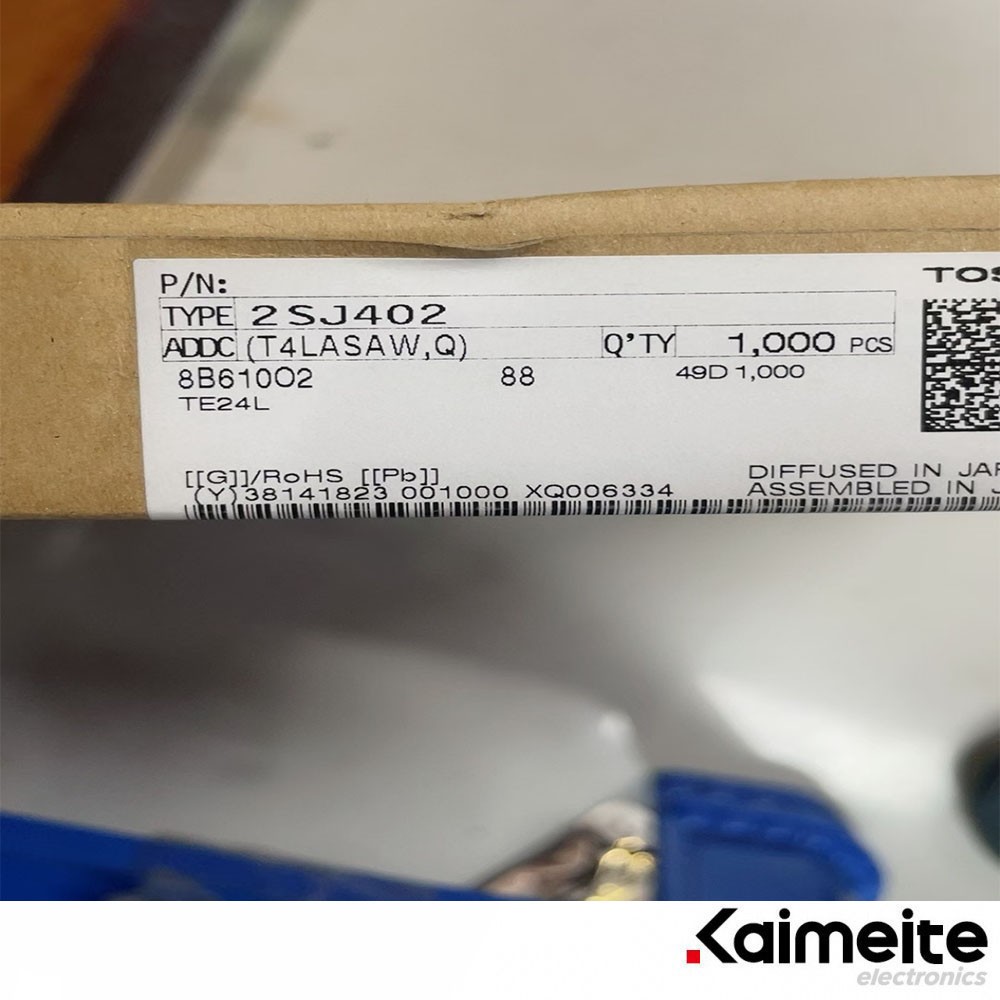 P/N:
TOS
TYPE 2SJ402
ADDC (T4LASAW,Q) Q'TY 1,000 PCS
8B61002 88 49D 1,000
TE24L
[[G]]/RoHS [[Pb]] DIFFUSED IN JAP
(Y)38141823 001000 XQ006334 ASSEMBLED IN J
Kaimeite
electronics